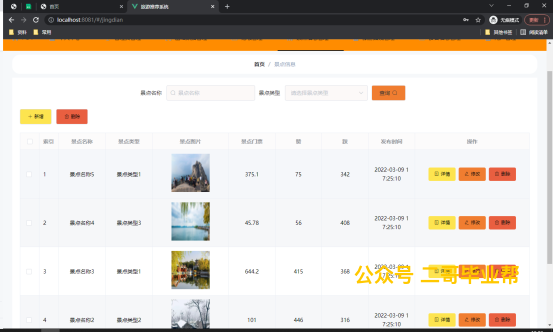 首页
旅游推荐系统
localhost:8081/#/jingdian
无痕模式
更新
资料
常用
其他书签
阅读清单
首页 / 景点信息
景点名称 景点名称 景点类型 请选择景点类型 查询
+ 新增 删除
索引 景点名称 景点类型 景点图片 景点门票 赞 踩 发布时间 操作
1 景点名称5 景点类型1 375.1 75 342 2022-03-09 1
7:25:10 详情 修改 删除
2 景点名称4 景点类型3 45.78 56 408 2022-03-09 1
7:25:10 详情 修改 删除
3 景点名称3 景点类型1 644.2 415 368 2022-03-09 1
7:25:10
公众号 二哥毕业帮
4 景点名称2 景点类型2 101 446 316 2022-03-09 1
7:25:10 详情 修改 删除